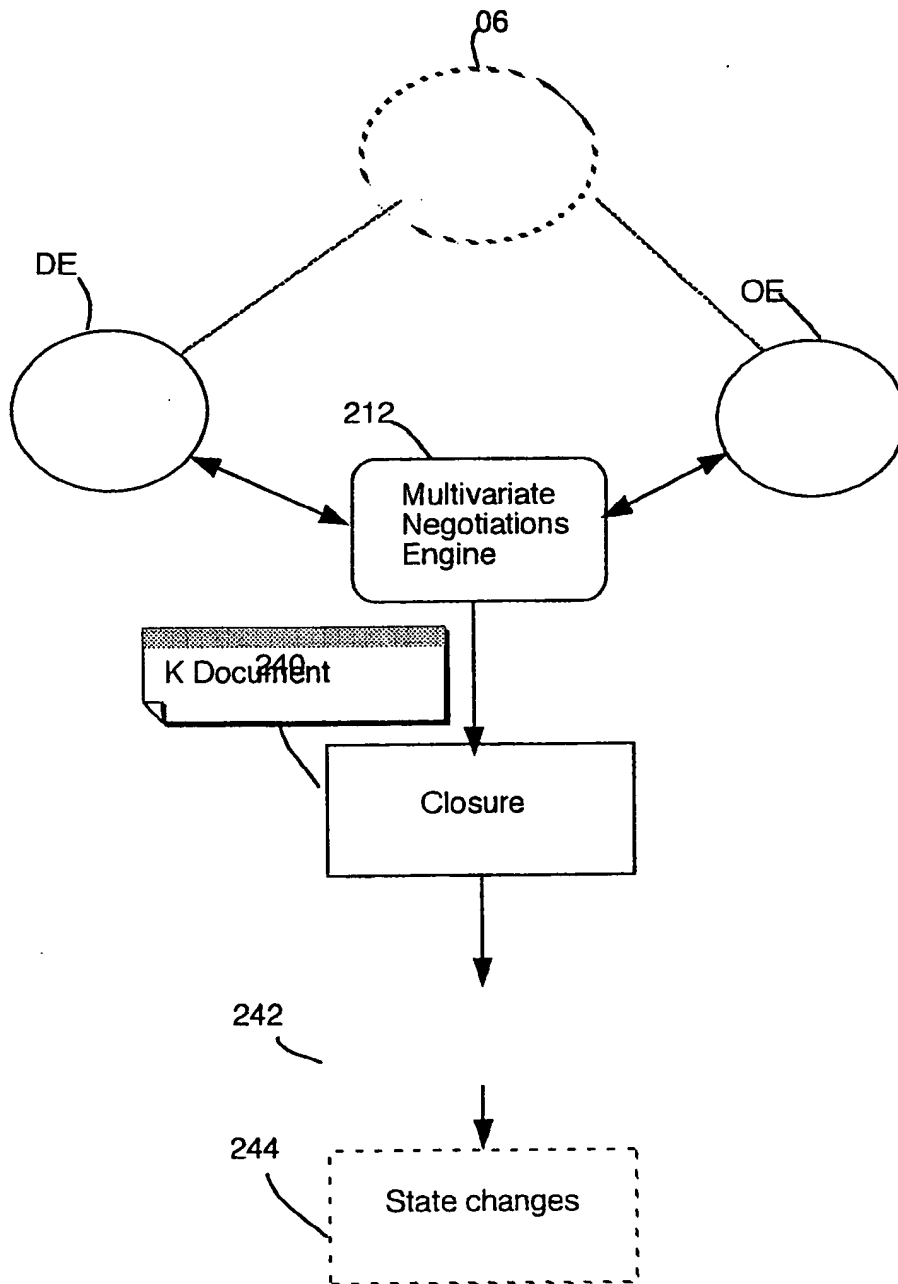 06
DE
OE
212
Multivariate
Negotiations
Engine
240
K Document
Closure
242
244
State changes